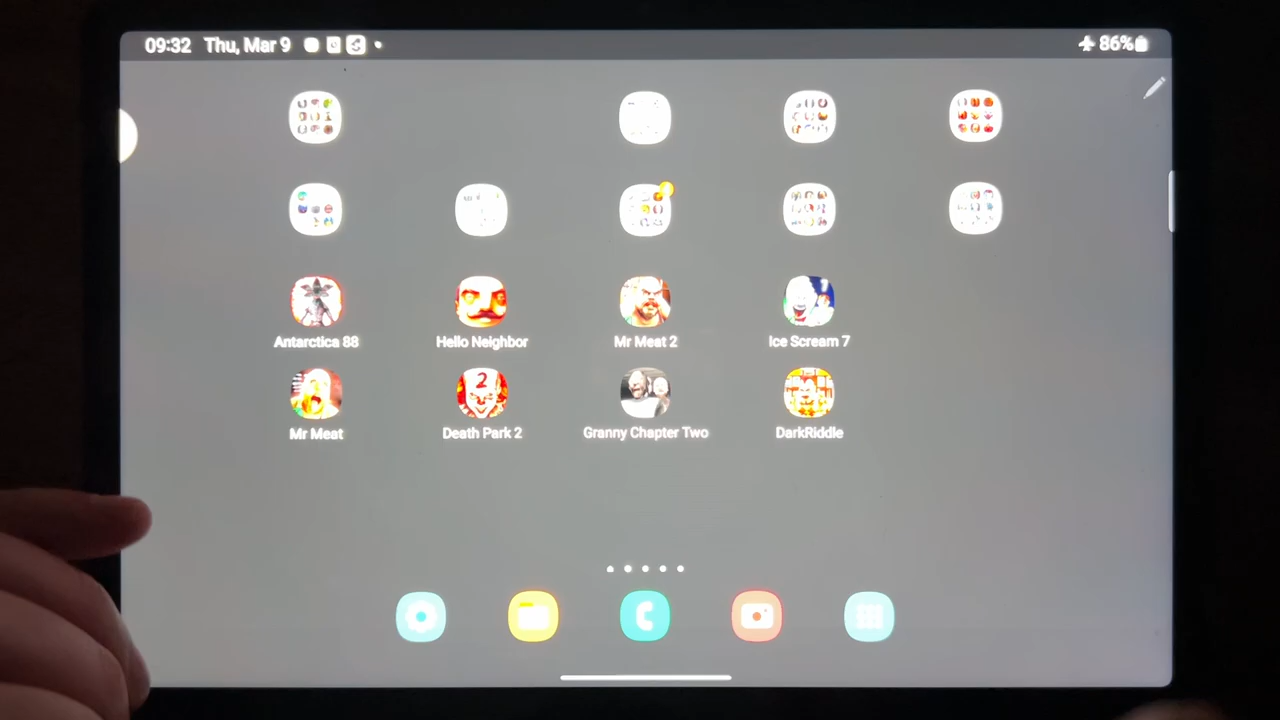 09:32 Thu, Mar 9 86%
Antarctica 88 Hello Neighbor Mr Meat 2 Ice Scream 7
2
Mr Meat Death Park 2 Granny Chapter Two DarkRiddle